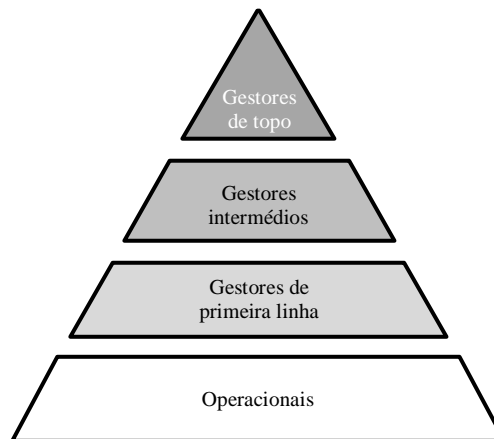 Gestores
de topo
Gestores
intermédios
Gestores de
primeira linha
Operacionais